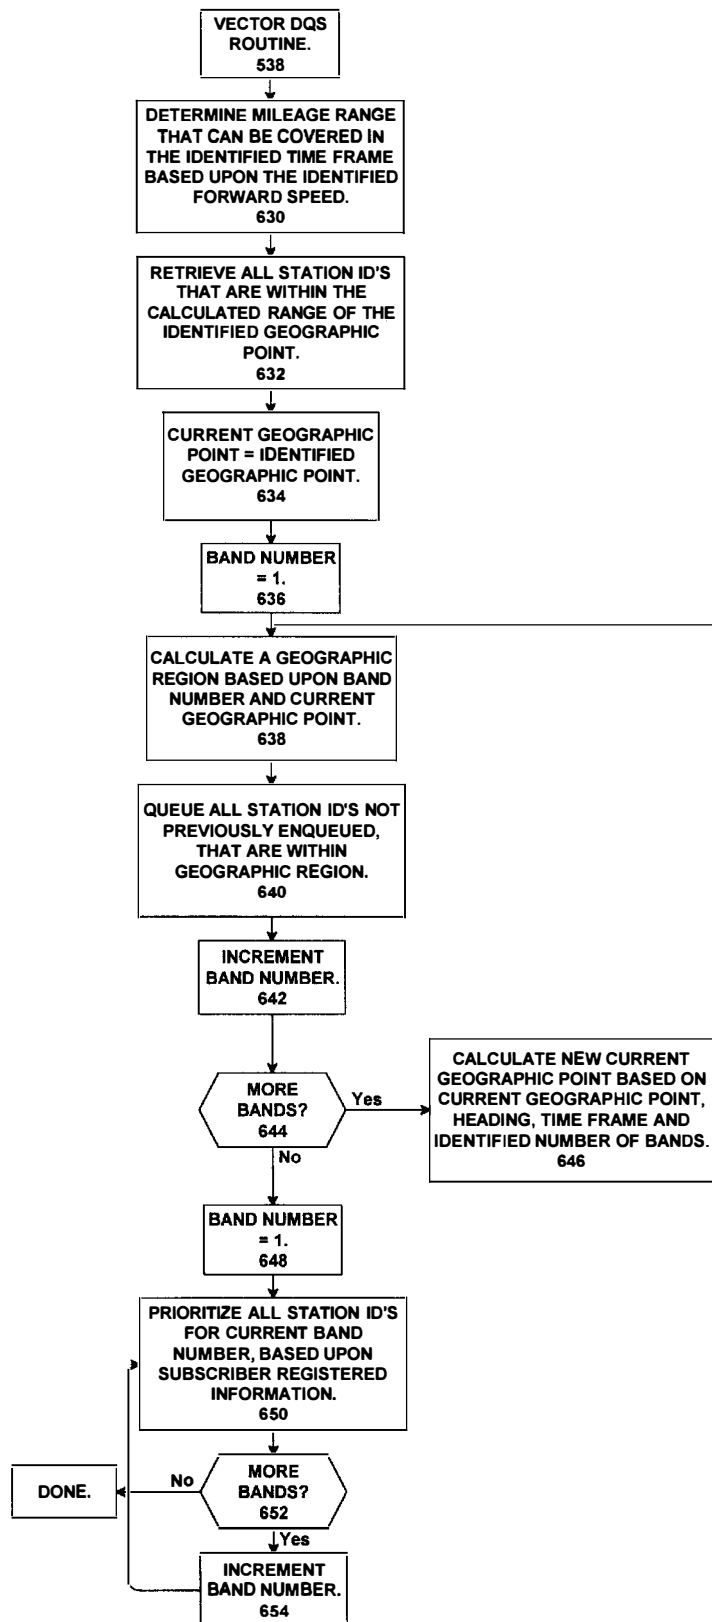 VECTOR DQS
ROUTINE.
538
DETERMINE MILEAGE RANGE
THAT CAN BE COVERED IN
THE IDENTIFIED TIME FRAME
BASED UPON THE IDENTIFIED
FORWARD SPEED.
630
RETRIEVE ALL STATION ID'S
THAT ARE WITHIN THE
CALCULATED RANGE OF THE
IDENTIFIED GEOGRAPHIC
POINT.
632
CURRENT GEOGRAPHIC
POINT = IDENTIFIED
GEOGRAPHIC POINT.
634
BAND NUMBER
= 1.
636
CALCULATE A GEOGRAPHIC
REGION BASED UPON BAND
NUMBER AND CURRENT
GEOGRAPHIC POINT.
638
QUEUE ALL STATION ID'S NOT
PREVIOUSLY ENQUEUED,
THAT ARE WITHIN
GEOGRAPHIC REGION.
640
INCREMENT
BAND NUMBER.
642
MORE
BANDS?
644
Yes
CALCULATE NEW CURRENT
GEOGRAPHIC POINT BASED ON
CURRENT GEOGRAPHIC POINT,
HEADING, TIME FRAME AND
IDENTIFIED NUMBER OF BANDS.
646
No
BAND NUMBER
= 1.
648
PRIORITIZE ALL STATION ID'S
FOR CURRENT BAND
NUMBER, BASED UPON
SUBSCRIBER REGISTERED
INFORMATION.
650
MORE
BANDS?
652
No
DONE.
Yes
INCREMENT
BAND NUMBER.
654